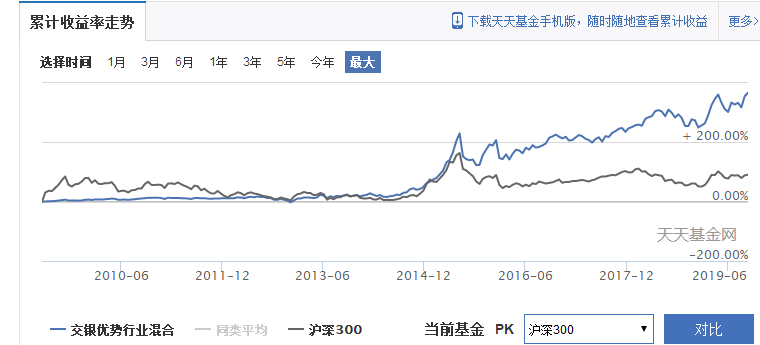 累计收益率走势
下载天天基金手机版，随时随地查看累计收益
更多>
选择时间 1月 3月 6月 1年 3年 5年 今年 最大
+ 200.00%
0.00%
天天基金网
-200.00%
2010-06 2011-12 2013-06 2014-12 2016-06 2017-12 2019-06
交银优势行业混合 同类平均 沪深300
当前基金 PK 沪深300 对比